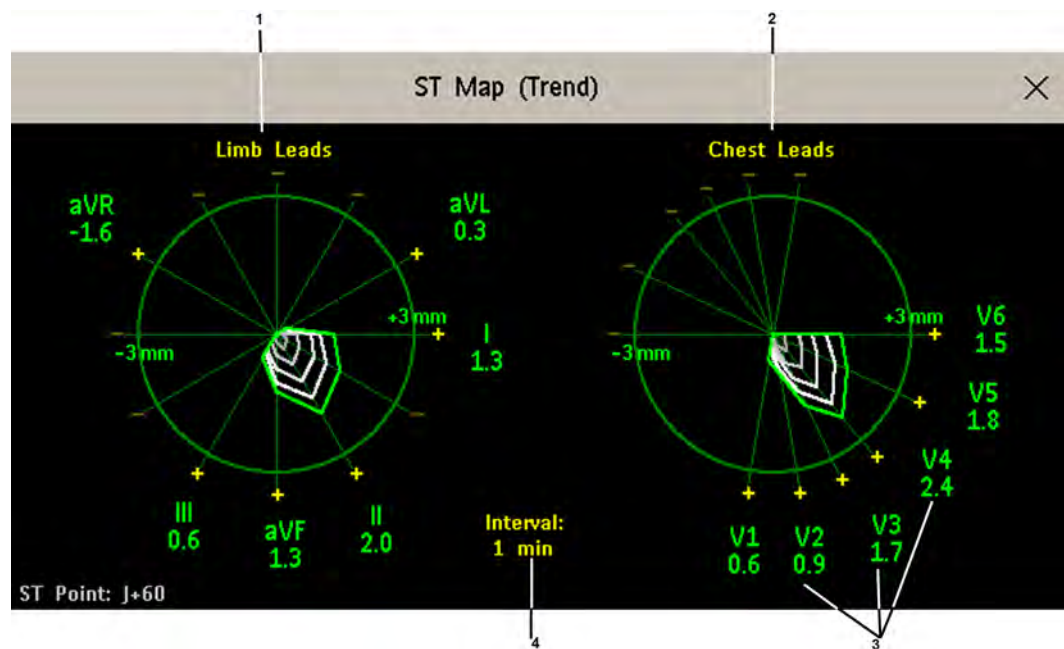 1
2
ST Map (Trend)
Limb Leads
Chest Leads
aVR
-1.6
aVL
0.3
+3 mm
-3 mm
I
1.3
III
0.6
aVF
1.3
II
2.0
+3 mm
-3 mm
V6
1.5
V5
1.8
V4
2.4
V3
1.7
V2
0.9
V1
0.6
Interval:
1 min
ST Point: J+60
4
3